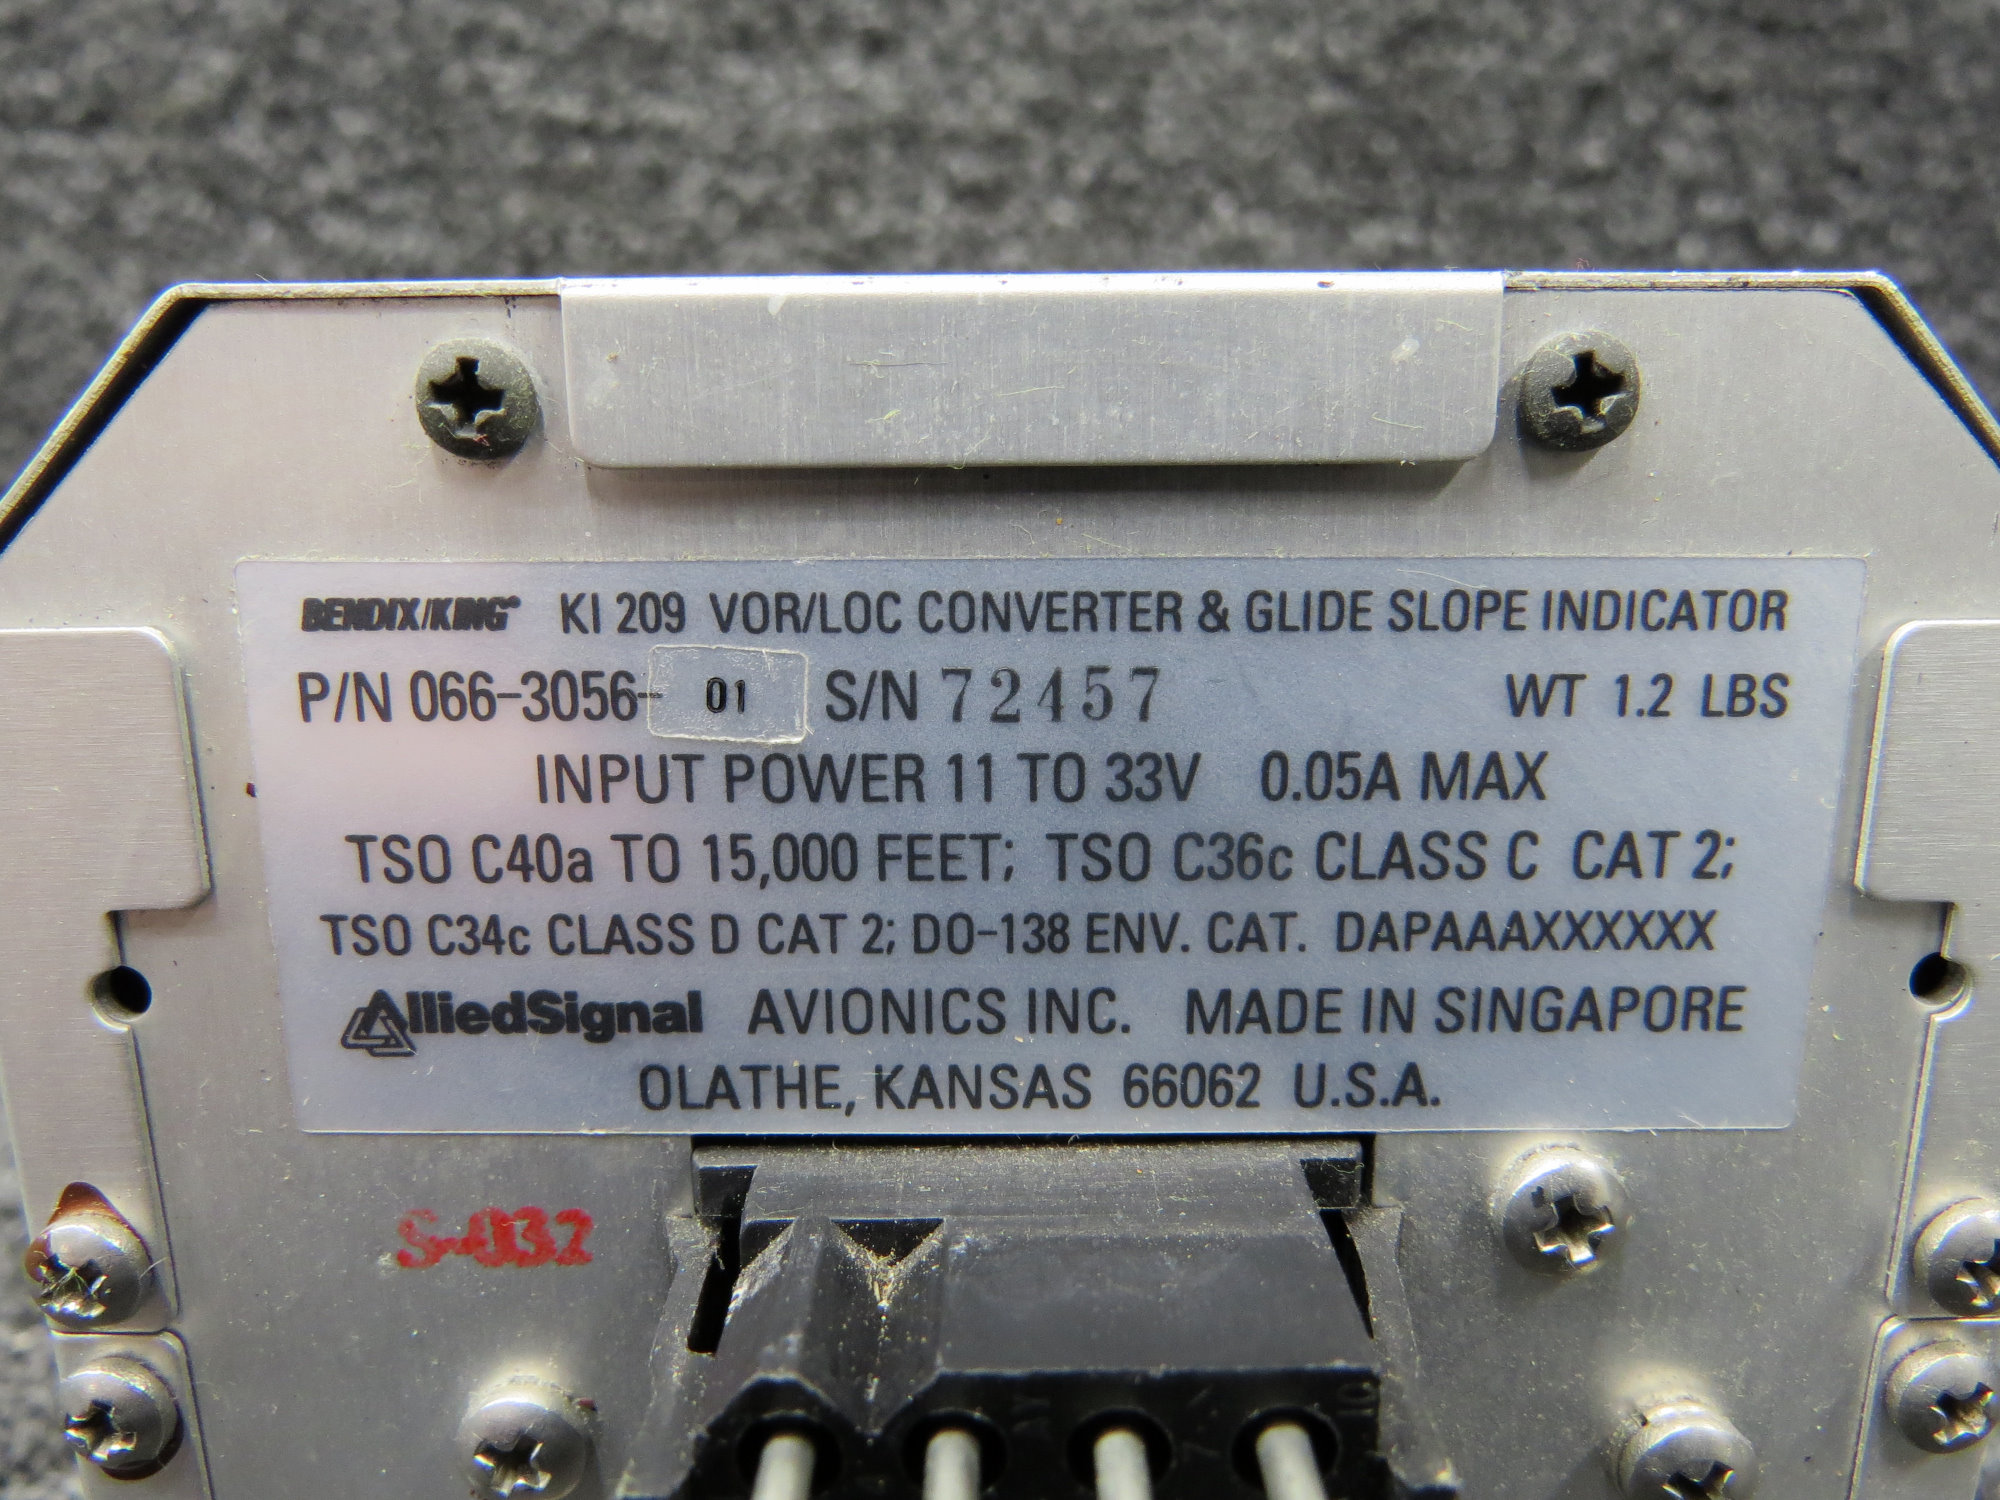 BENDIX/KING® KI 209 VOR/LOC CONVERTER & GLIDE SLOPE INDICATOR
P/N 066-3056-01 S/N 72457 WT 1.2 LBS
INPUT POWER 11 TO 33V 0.05A MAX
TSO C40a TO 15,000 FEET; TSO C36c CLASS C CAT 2;
TSO C34c CLASS D CAT 2; DO-138 ENV. CAT. DAPAAAXXXXXX
AlliedSignal AVIONICS INC. MADE IN SINGAPORE
OLATHE, KANSAS 66062 U.S.A.